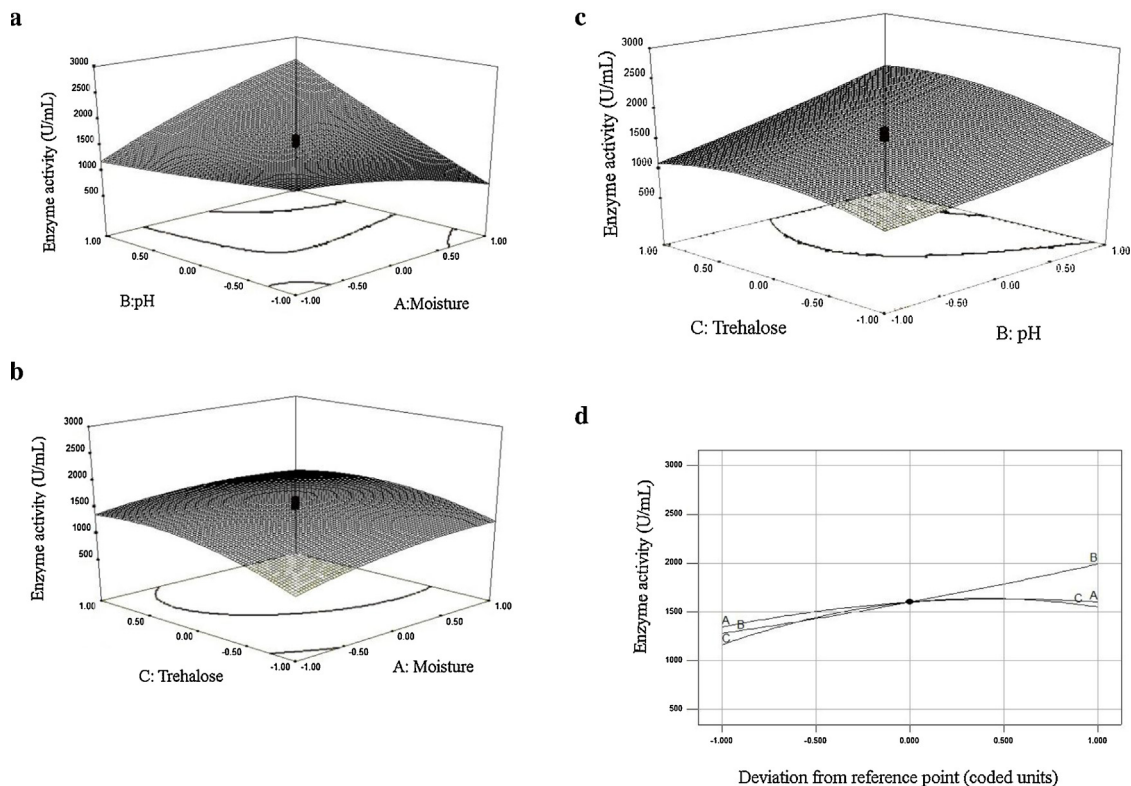 a
Enzyme activity (U/mL)
3000
2500
2000
1500
1000
500
1.00
0.50
0.00
-0.50
-1.00
-1.00
-0.50
0.00
0.50
1.00
B:pH
A:Moisture
b
Enzyme activity (U/mL)
3000
2500
2000
1500
1000
500
1.00
0.50
0.00
-0.50
-1.00
-1.00
-0.50
0.00
0.50
1.00
C: Trehalose
A: Moisture
c
Enzyme activity (U/mL)
3000
2500
2000
1500
1000
500
1.00
0.50
0.00
-0.50
-1.00
-1.00
-0.50
0.00
0.50
1.00
C: Trehalose
B: pH
d
Enzyme activity (U/mL)
3000
2500
2000
1500
1000
500
A
B
C
B
C
A
-1.000
-0.500
0.000
0.500
1.000
Deviation from reference point (coded units)